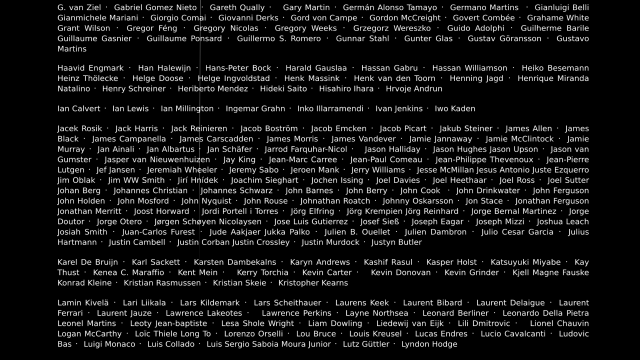 G. van Ziel · Gabriel Gomez Nieto · Gareth Qually · Gary Martin · Germán Alonso Tamayo · Germano Martins · Gianluigi Belli
Gianmichele Mariani · Giorgio Comai · Giovanni Derks · Gord von Campe · Gordon McCreight · Govert Combée · Grahame White
Grant Wilson · Gregor Féng · Gregory Nicolas · Gregory Weeks · Grzegorz Wereszko · Guido Adolphi · Guilherme Barile
Guillaume Gasnier · Guillaume Ponsard · Guillermo S. Romero · Gunnar Stahl · Gunter Glas · Gustav Göransson · Gustavo
Martins
Haavid Engmark · Han Halewijn · Hans-Peter Bock · Harald Gauslaa · Hassan Gabru · Hassan Williamson · Heiko Besemann
Heinz Thölecke · Helge Doose · Helge Ingvoldstad · Henk Massink · Henk van den Toorn · Henning Jagd · Henrique Miranda
Natalino · Henry Schreiner · Heriberto Mendez · Hideki Saito · Hisahiro Ihara · Hrvoje Andrun
Ian Calvert · Ian Lewis · Ian Millington · Ingemar Grahn · Inko Illarramendi · Ivan Jenkins · Iwo Kaden
Jacek Rosik · Jack Harris · Jack Reinieren · Jacob Boström · Jacob Emcken · Jacob Picart · Jakub Steiner · James Allen · James
Black · James Campanella · James Carscadden · James Morris · James Vandever · Jamie Jannaway · Jamie McClintock · Jamie
Murray · Jan Ainali · Jan Albartus · Jan Schäfer · Jarrod Farquhar-Nicol · Jason Halliday · Jason Hughes Jason Upson · Jason van
Gumster · Jasper van Nieuwenhuizen · Jay King · Jean-Marc Carree · Jean-Paul Comeau · Jean-Philippe Thevenoux · Jean-Pierre
Lutgen · Jef Jansen · Jeremiah Wheeler · Jeremy Sabo · Jeroen Mank · Jerry Williams · Jesse McMillan Jesus Antonio Juste Ezquerro
Jim Oblak · Jim WW Smith · Jiří Hnídek · Joachim Sieghart · Jochen Issing · Joel Davies · Joel Heethaar · Joel Ross · Joel Sutter
Johan Berg · Johannes Christian · Johannes Schwarz · John Barnes · John Berry · John Cook · John Drinkwater · John Ferguson
John Holden · John Mosford · John Nyquist · John Rouse · Johnathan Roatch · Johnny Oskarsson · Jon Stace · Jonathan Ferguson
Jonathan Merritt · Joost Horward · Jordi Portell i Torres · Jörg Elfring · Jörg Krempien Jörg Reinhard · Jorge Bernal Martinez · Jorge
Doutor · Jorge Otero · Jørgen Schøyen Nicolaysen · Jose Luis Gutierrez · Josef Sieß · Joseph Eagar · Joseph Mizzi · Joshua Leach
Josiah Smith · Juan-Carlos Furest · Jude Aakjaer Jukka Palko · Julien B. Ouellet · Julien Dambrin · Julio Cesar Garcia · Julius
Hartmann · Justin Cambell · Justin Corban Justin Crossley · Justin Murdock · Justyn Butler
Karel De Bruijn · Karl Sackett · Karsten Dambekalns · Karyn Andrews · Kashif Rasul · Kasper Holst · Katsuyuki Miyabe · Kay
Thust · Kenea C. Maraffio · Kent Mein · Kerry Torchia · Kevin Carter · Kevin Donovan · Kevin Grinder · Kjell Magne Fauske
Konrad Kleine · Kristian Rasmussen · Kristian Skeie · Kristopher Kearns
Lamin Kivelä · Lari Liikala · Lars Kildemark · Lars Scheithauer · Laurens Keek · Laurent Bibard · Laurent Delaigue · Laurent
Ferrari · Laurent Jauze · Lawrence Lakeotes · Lawrence Perkins · Layne Northsea · Leonard Berliner · Leonardo Della Pietra
Leonel Martins · Leoty Jean-baptiste · Lesa Shole Wright · Liam Dowling · Liedewij van Eijk · Lili Dmitrovic · Lionel Chauvin
Logan McCarthy · Loic Thiele Long To · Lorenzo Orselli · Lou Bruce · Louis Kreusel · Lucas Endres · Lucio Cavalcanti · Ludovic
Bas · Luigi Monaco · Luis Collado · Luis Sergio Saboia Moura Junior · Lutz Güttler · Lyndon Hodge